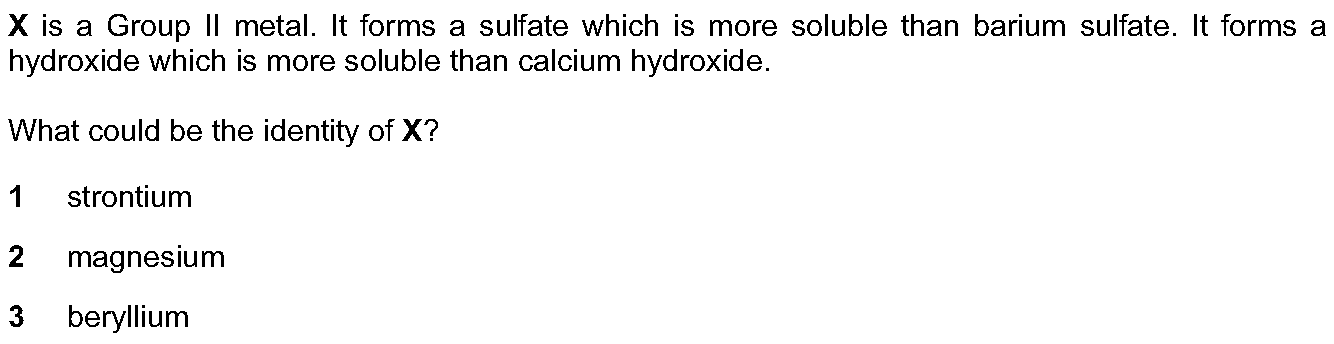 X is a Group II metal. It forms a sulfate which is more soluble than barium sulfate. It forms a
hydroxide which is more soluble than calcium hydroxide.
What could be the identity of X?
1 strontium
2 magnesium
3 beryllium